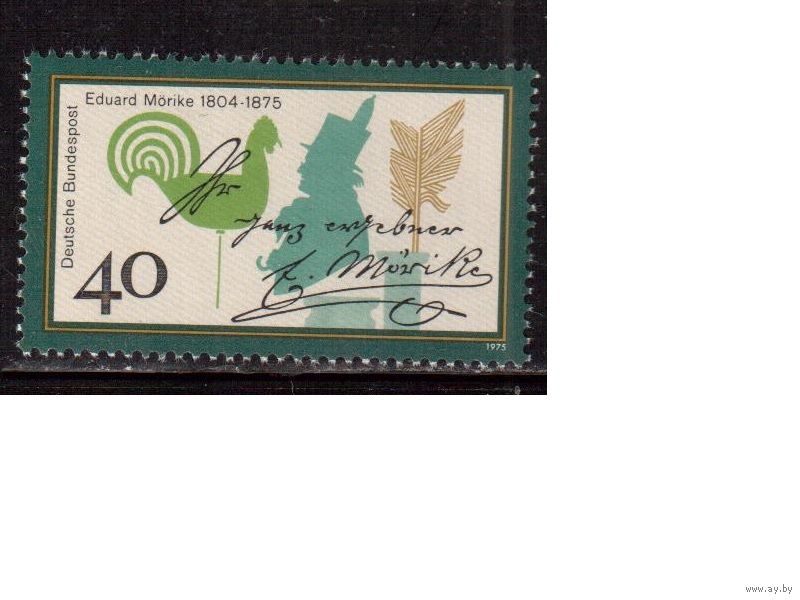 Eduard Mörike 1804-1875
Deutsche Bundespost
Ihr
ganz ergebner
E. Mörike
40
1975
www.ay.by